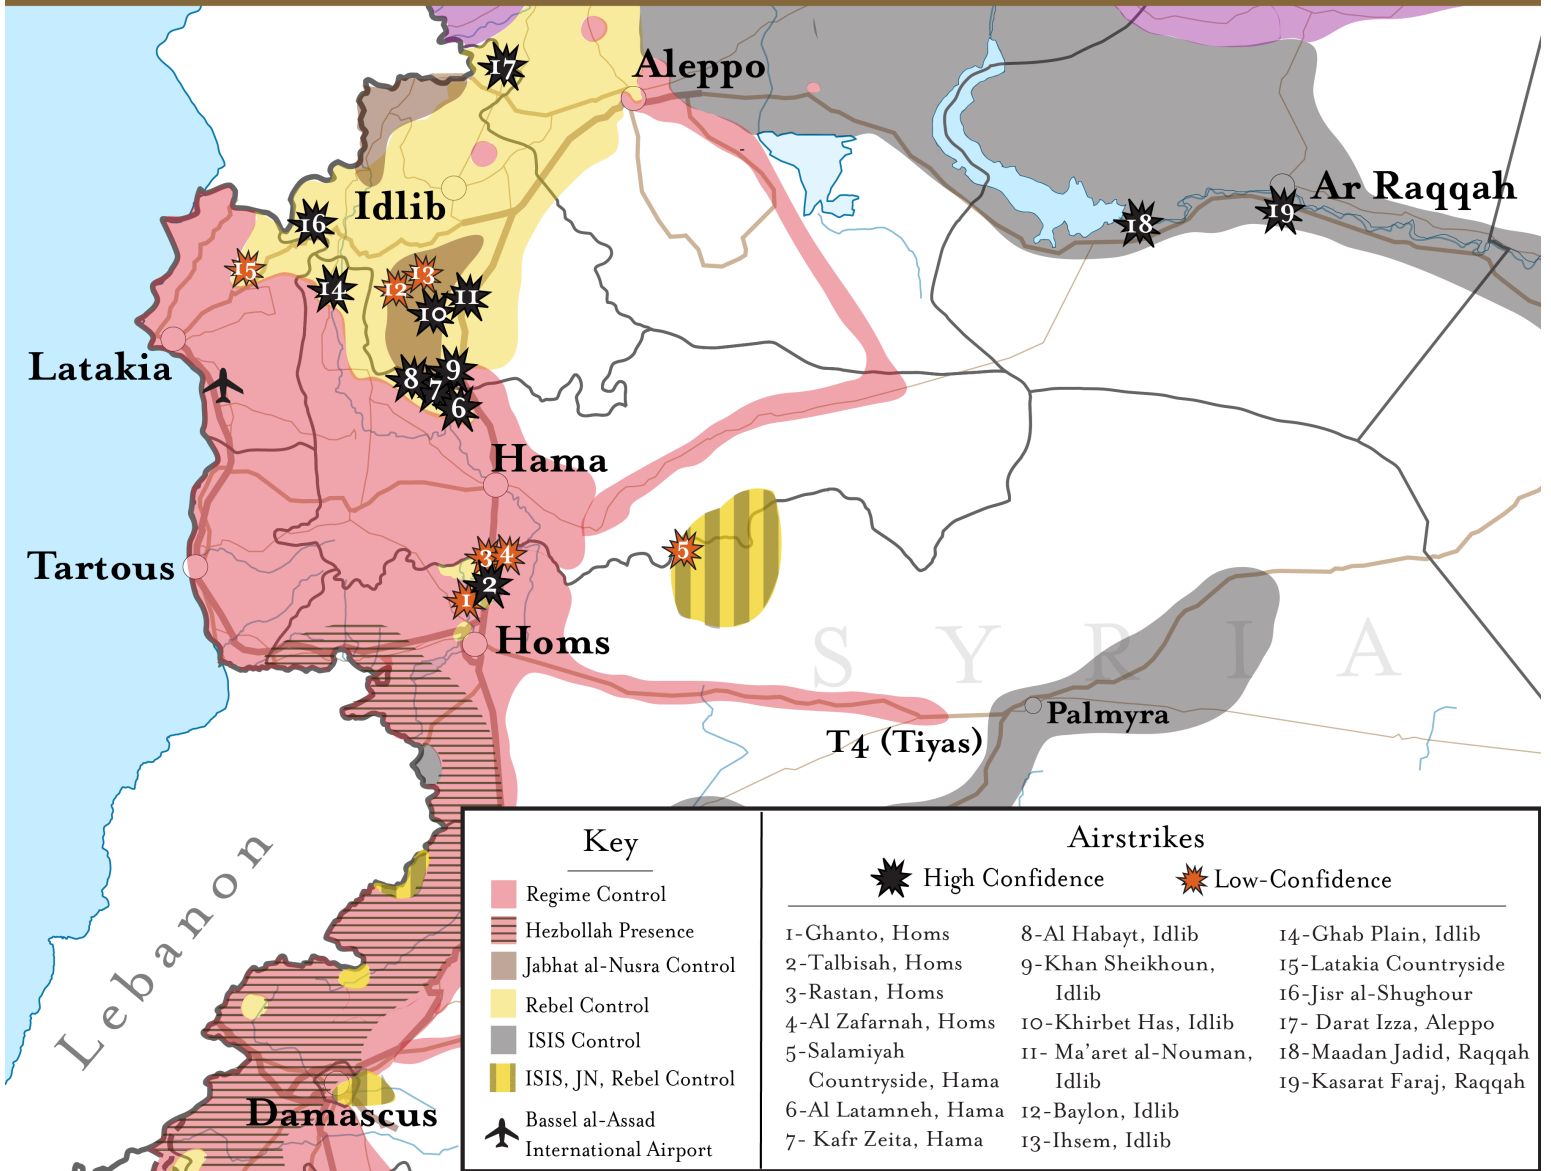 17
Aleppo
Ar Raqqah
Idlib
16
18
19
15
13
14
12
11
10
Latakia
9
8
7
6
Hama
5
3
4
Tartous
2
1
Homs
SYRIA
Palmyra
T4 (Tiyas)
Lebanon
Damascus
Key
Regime Control
Hezbollah Presence
Jabhat al-Nusra Control
Rebel Control
ISIS Control
ISIS, JN, Rebel Control
Bassel al-Assad
International Airport
Airstrikes
High Confidence
Low-Confidence
1-Ghanto, Homs
2-Talbisah, Homs
3-Rastan, Homs
4-Al Zafarnah, Homs
5-Salamiyah
Countryside, Hama
6-Al Latamneh, Hama
7- Kafr Zeita, Hama
8-Al Habayt, Idlib
9-Khan Sheikhoun,
Idlib
10-Khirbet Has, Idlib
11- Ma'aret al-Nouman,
Idlib
12-Baylon, Idlib
13-Ihsem, Idlib
14-Ghab Plain, Idlib
15-Latakia Countryside
16-Jisr al-Shughour
17- Darat Izza, Aleppo
18-Maadan Jadid, Raqqah
19-Kasarat Faraj, Raqqah